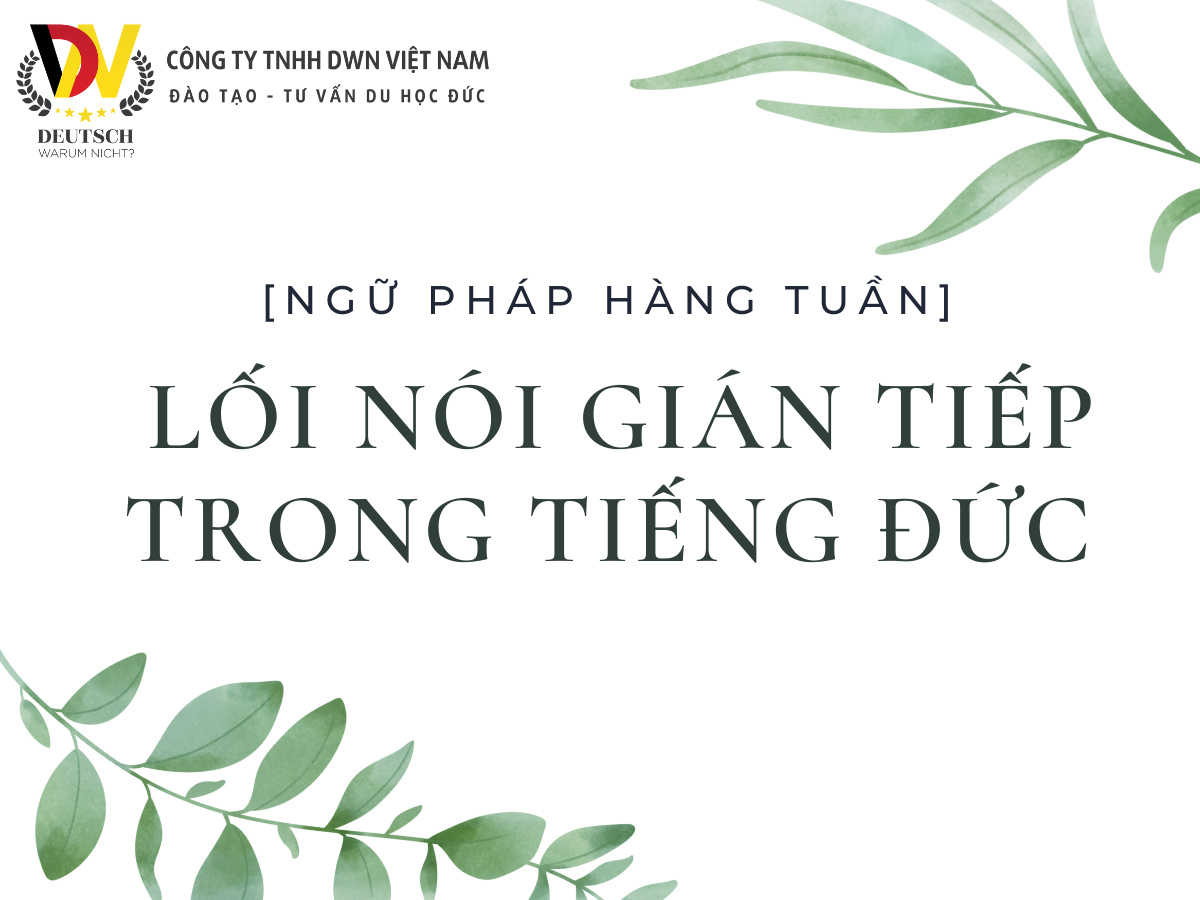 DW
DEUTSCH
WARUM NICHT?
CÔNG TY TNHH DWN VIỆT NAM
ĐÀO TẠO - TƯ VẤN DU HỌC ĐỨC
[NGỮ PHÁP HÀNG TUẦN]
LỐI NÓI GIÁN TIẾP
TRONG TIẾNG ĐỨC